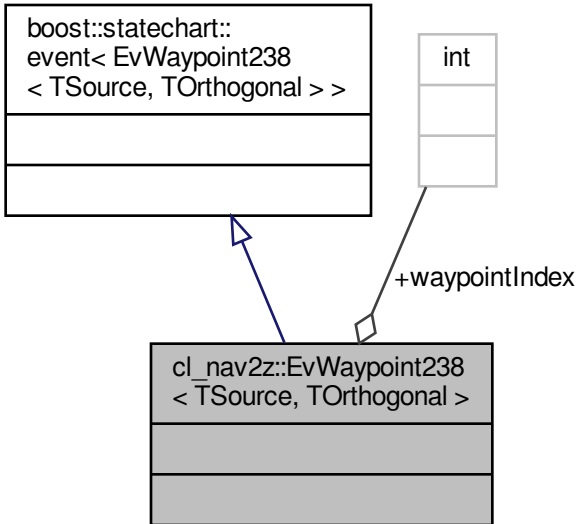 boost::statechart::
event< EvWaypoint238
< TSource, TOrthogonal > >
int
+waypointIndex
cl_nav2z::EvWaypoint238
< TSource, TOrthogonal >